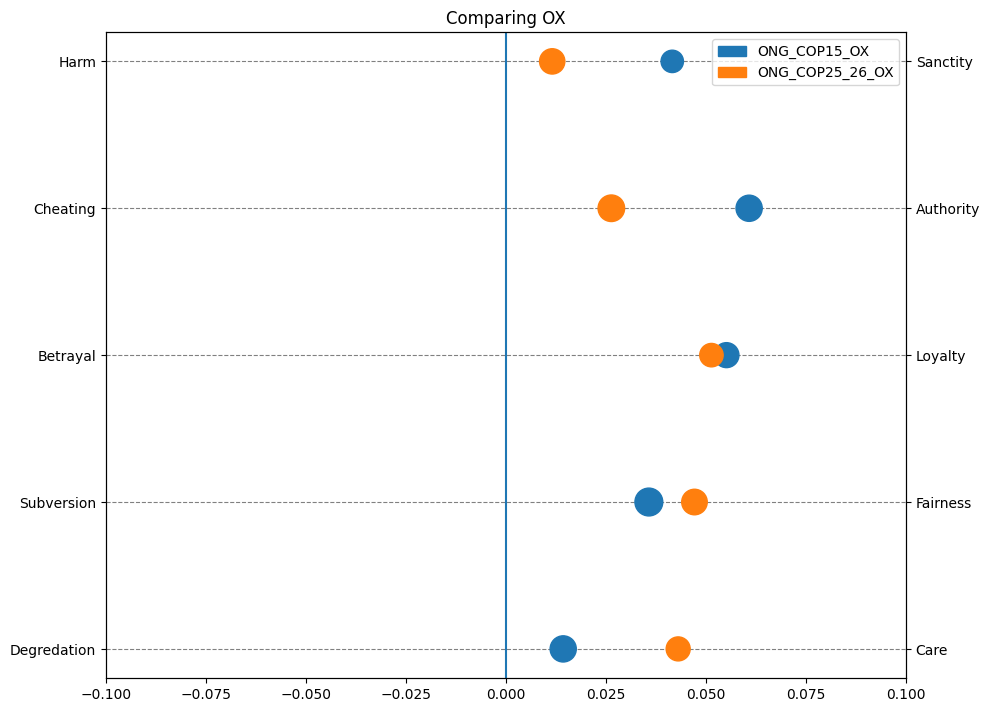 Comparing OX
Harm
Sanctity
ONG_COP15_OX
ONG_COP25_26_OX
Cheating
Authority
Betrayal
Loyalty
Subversion
Fairness
Degredation
Care
−0.100 −0.075 −0.050 −0.025 0.000 0.025 0.050 0.075 0.100